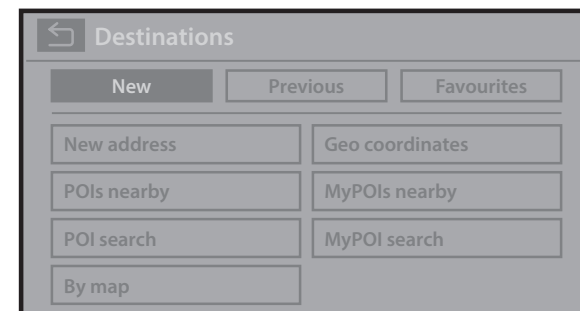 Destinations
New Previous Favourites
New address Geo coordinates
POIs nearby MyPOIs nearby
POI search MyPOI search
By map